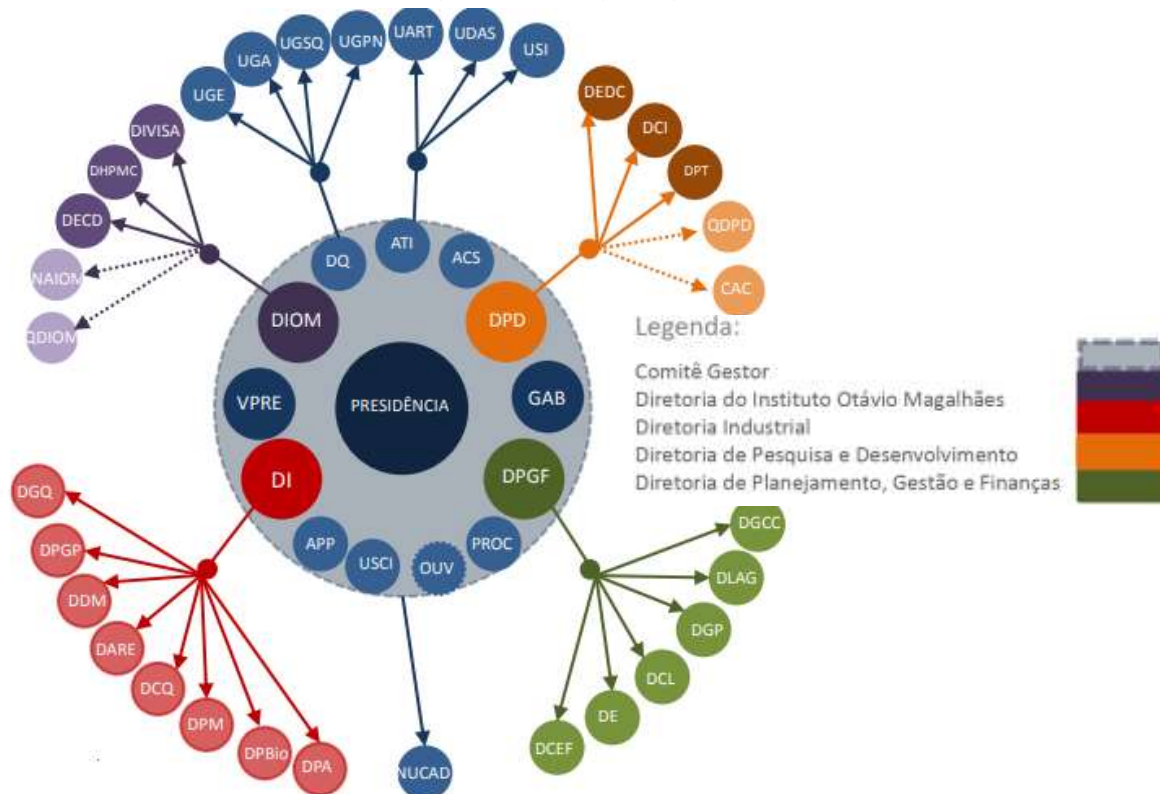 UGE
UGA
UGSQ
UGPN
UART
UDAS
USI
DEDC
DCI
DPT
QDPD
CAC
DIVISA
DHPMC
DECD
NAIOM
QDIOM
DQ
ATI
ACS
DIOM
DPD
VPRE
PRESIDÊNCIA
GAB
DI
DPGF
APP
USCI
OUV
PROC
Legenda:
Comitê Gestor
Diretoria do Instituto Otávio Magalhães
Diretoria Industrial
Diretoria de Pesquisa e Desenvolvimento
Diretoria de Planejamento, Gestão e Finanças
DGQ
DPGP
DDM
DARE
DCQ
DPM
DPBio
DPA
NUCAD
DGCC
DLAG
DGP
DCL
DE
DCEF